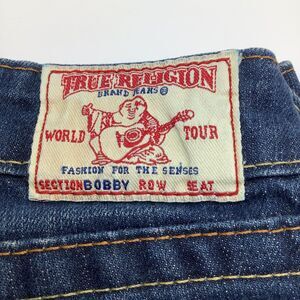 TRUE RELIGION
BRAND JEANS ®
WORLD TOUR
FASHION FOR THE SENSES
SECTION BOBBY ROW SEAT